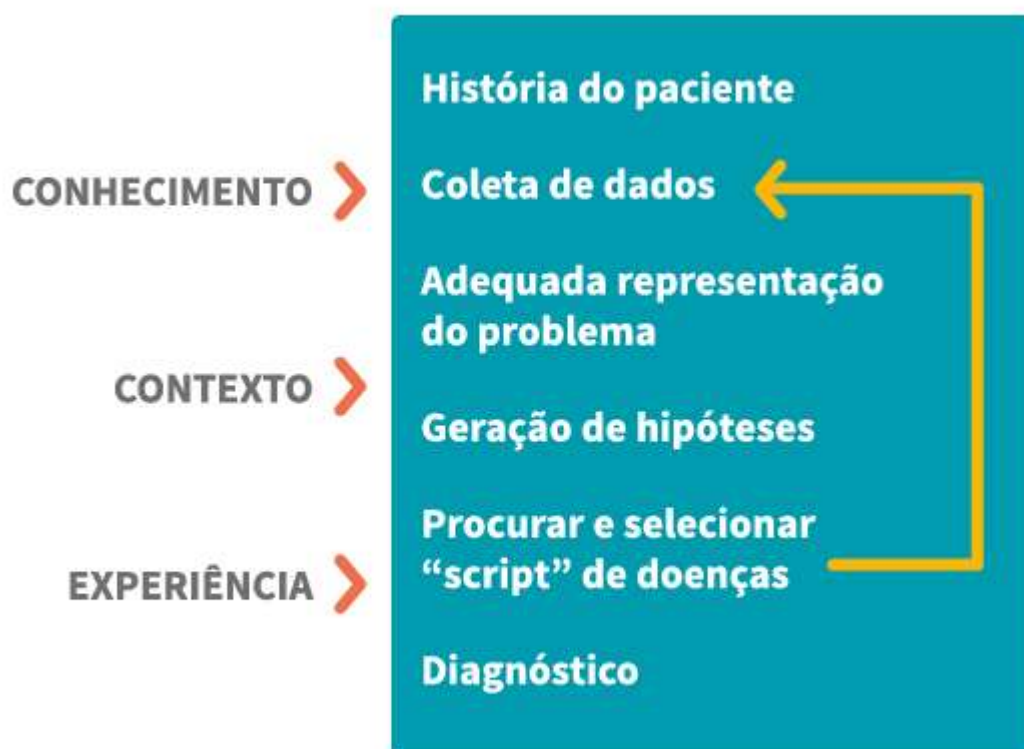 História do paciente
CONHECIMENTO
Coleta de dados
Adequada representação
do problema
CONTEXTO
Geração de hipóteses
Procurar e selecionar
“script” de doenças
EXPERIÊNCIA
Diagnóstico